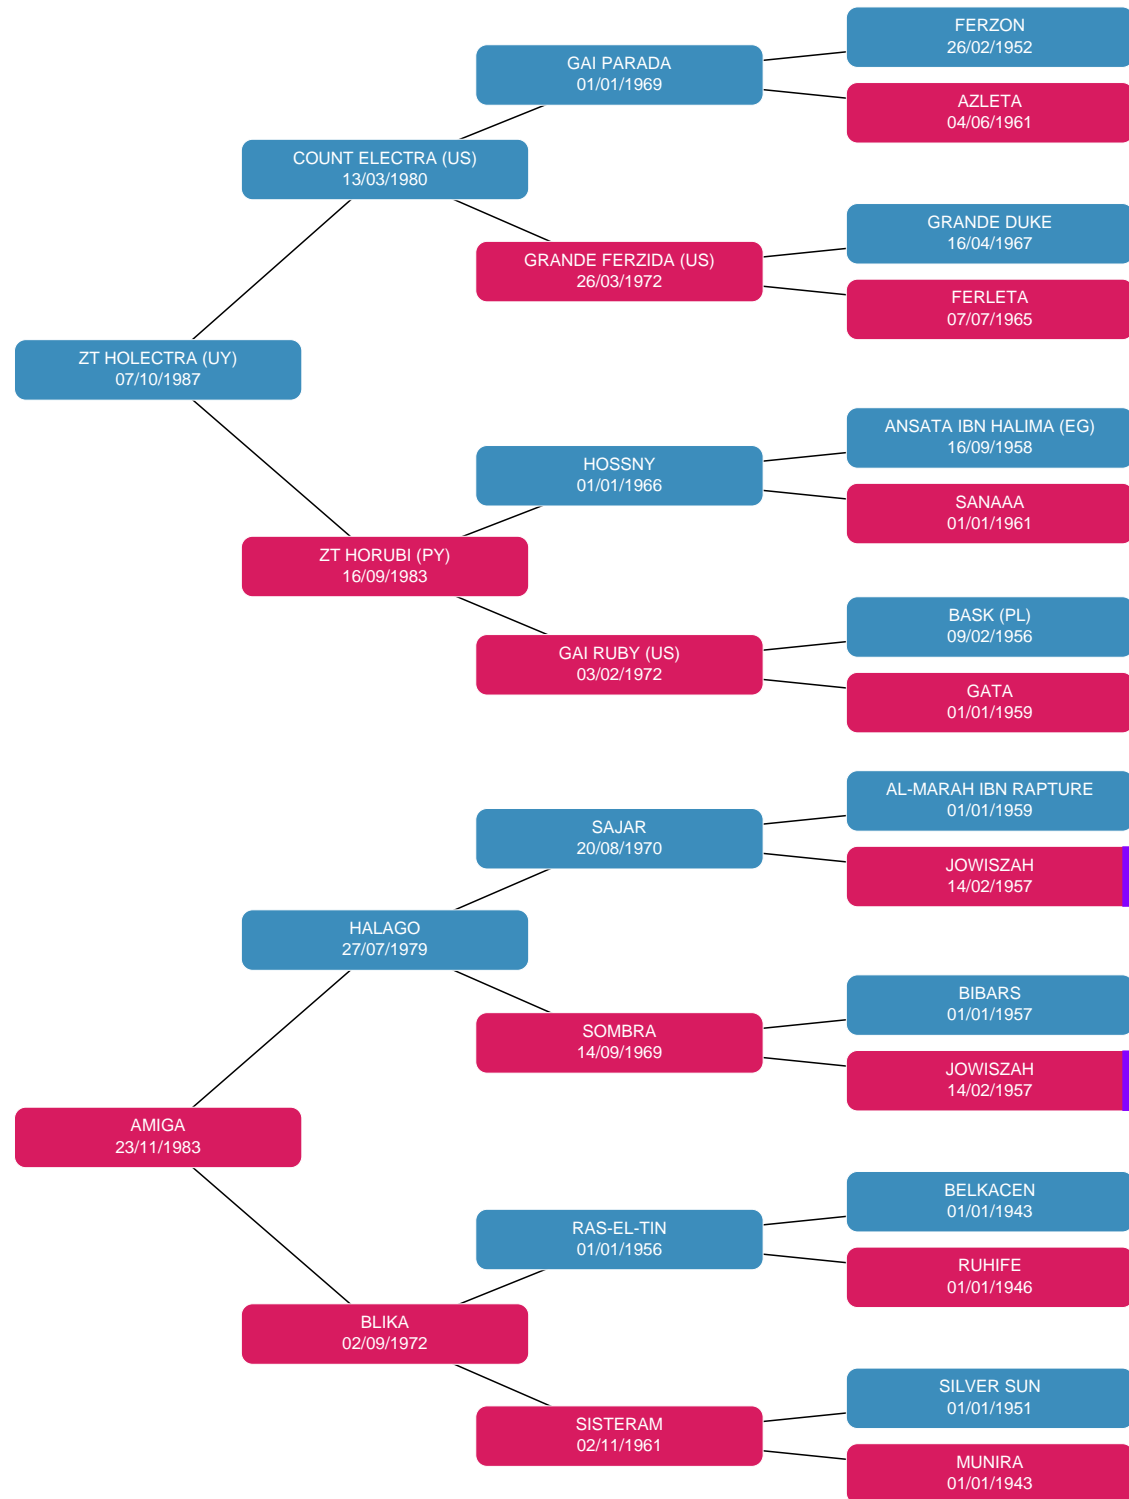 FERZON
26/02/1952
GAI PARADA
01/01/1969
AZLETA
04/06/1961
COUNT ELECTRA (US)
13/03/1980
GRANDE DUKE
16/04/1967
GRANDE FERZIDA (US)
26/03/1972
FERLETA
07/07/1965
ZT HOLECTRA (UY)
07/10/1987
ANSATA IBN HALIMA (EG)
16/09/1958
HOSSNY
01/01/1966
SANAAA
01/01/1961
ZT HORUBI (PY)
16/09/1983
BASK (PL)
09/02/1956
GAI RUBY (US)
03/02/1972
GATA
01/01/1959
AL-MARAH IBN RAPTURE
01/01/1959
SAJAR
20/08/1970
JOWISZAH
14/02/1957
HALAGO
27/07/1979
BIBARS
01/01/1957
SOMBRA
14/09/1969
JOWISZAH
14/02/1957
AMIGA
23/11/1983
BELKACEN
01/01/1943
RAS-EL-TIN
01/01/1956
RUHIFE
01/01/1946
BLIKA
02/09/1972
SILVER SUN
01/01/1951
SISTERAM
02/11/1961
MUNIRA
01/01/1943